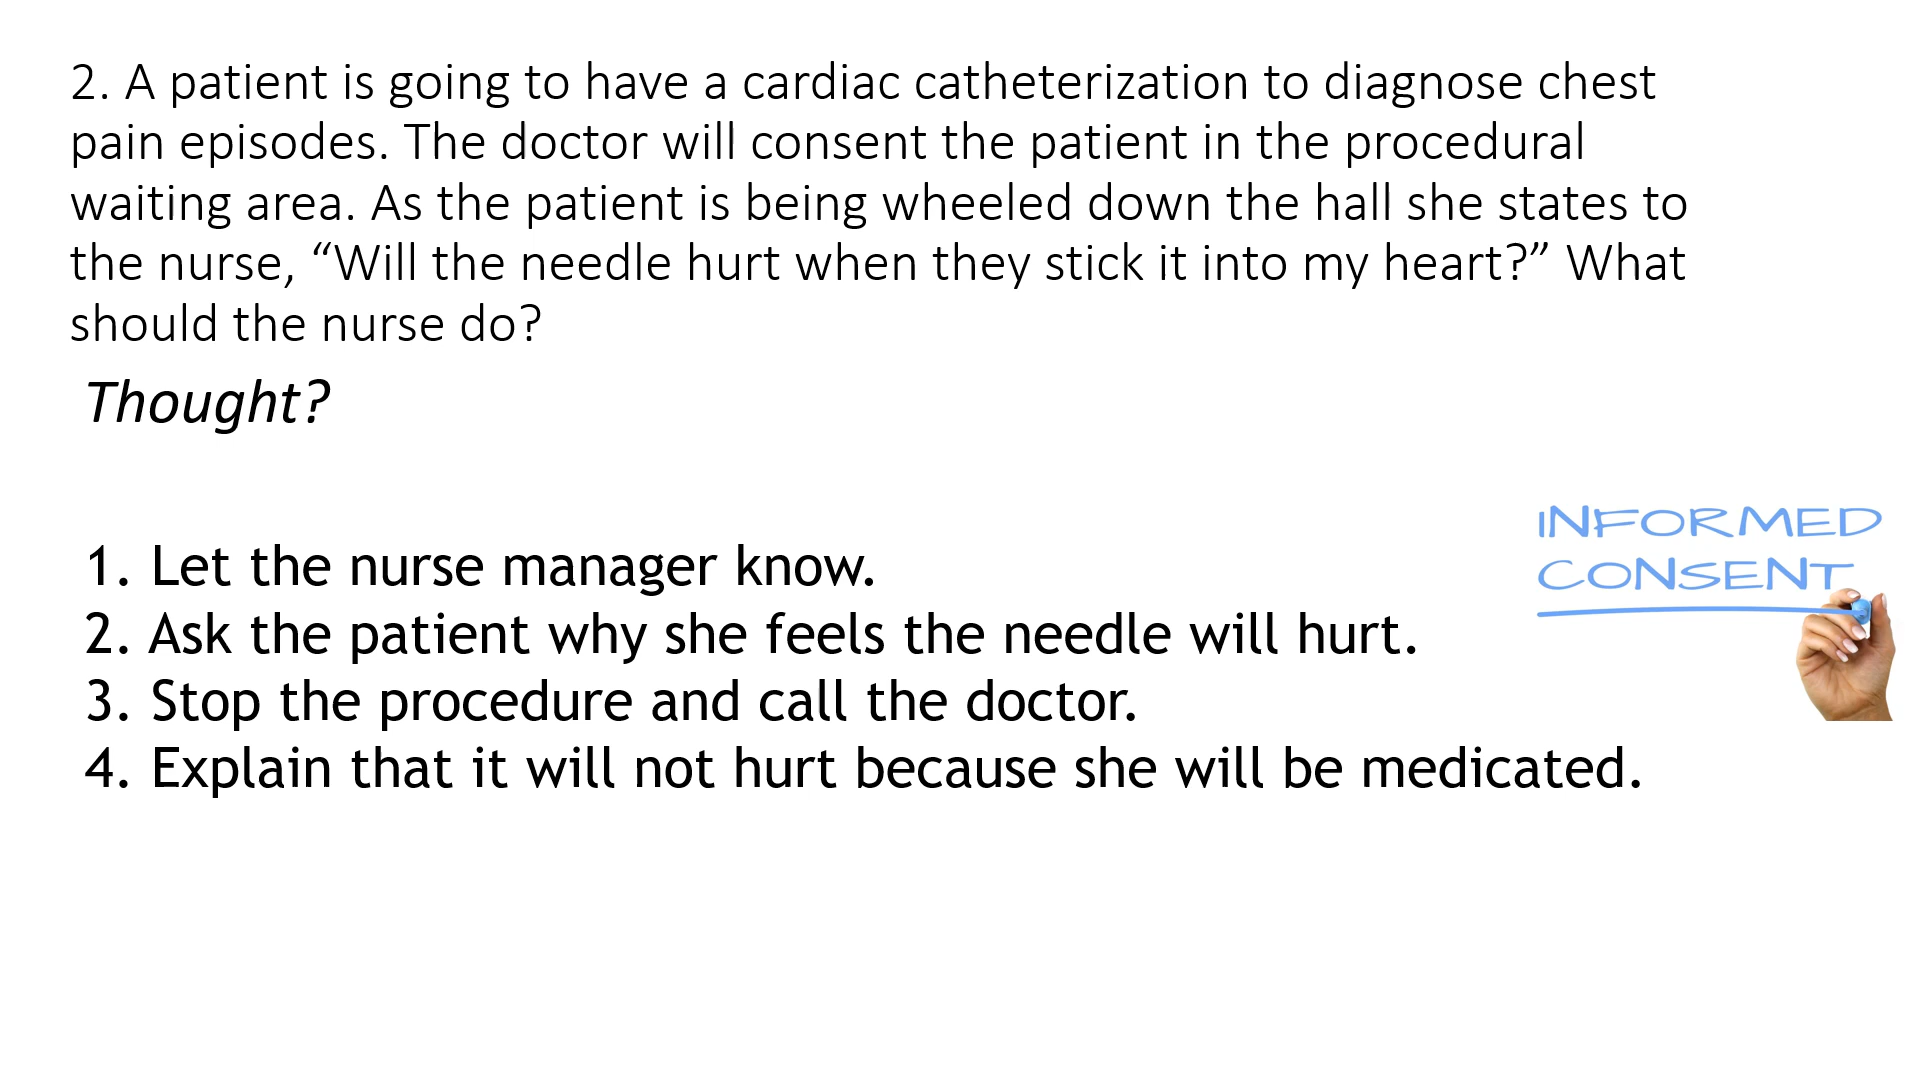 2. A patient is going to have a cardiac catheterization to diagnose chest
pain episodes. The doctor will consent the patient in the procedural
waiting area. As the patient is being wheeled down the hall she states to
the nurse, “Will the needle hurt when they stick it into my heart?” What
should the nurse do?
Thought?
1. Let the nurse manager know.
2. Ask the patient why she feels the needle will hurt.
3. Stop the procedure and call the doctor.
4. Explain that it will not hurt because she will be medicated.
INFORMED
CONSENT